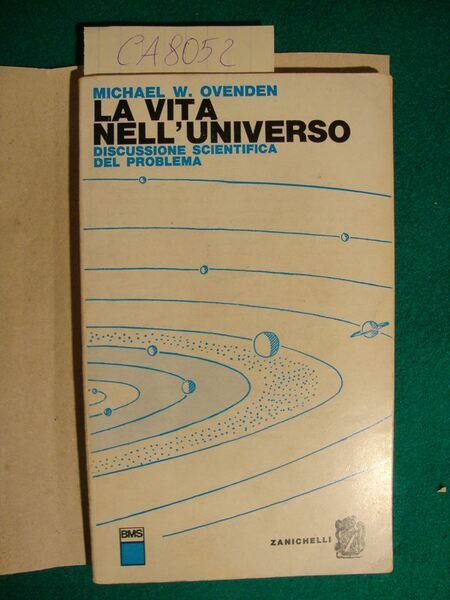 CA8052
MICHAEL W. OVENDEN
LA VITA
NELL'UNIVERSO
DISCUSSIONE SCIENTIFICA
DEL PROBLEMA
BMS
ZANICHELLI